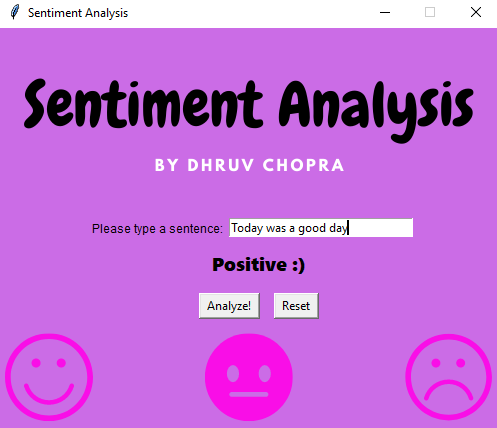 Sentiment Analysis
Sentiment Analysis
BY DHRUV CHOPRA
Please type a sentence: Today was a good day
Positive :)
Analyze! Reset